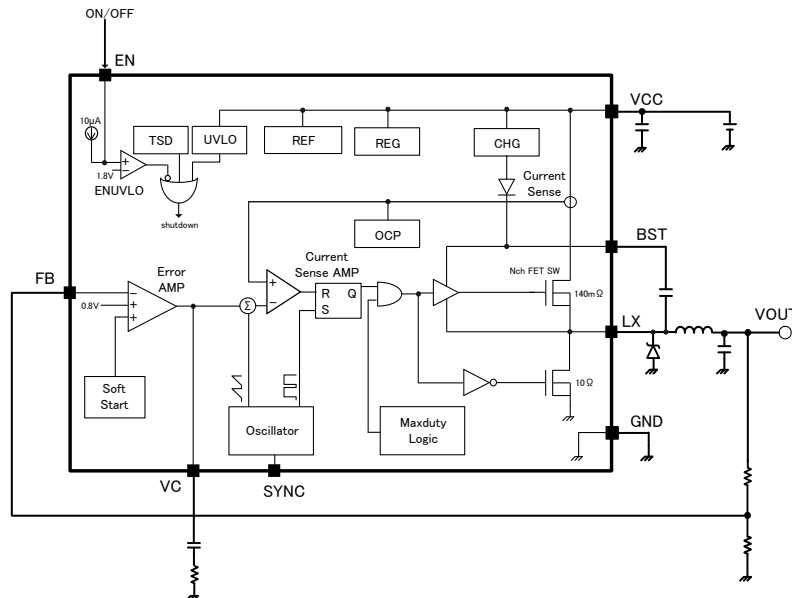 ON/OFF
EN
VCC
10μA
TSD
UVLO
REF
REG
CHG
1.8V
ENUVLO
shutdown
Current
Sense
OCP
BST
FB
Error
AMP
Current
Sense AMP
Nch FET SW
0.8V
Σ
R Q
S
140mΩ
LX
VOUT
Soft
Start
Oscillator
Maxduty
Logic
10Ω
GND
VC
SYNC